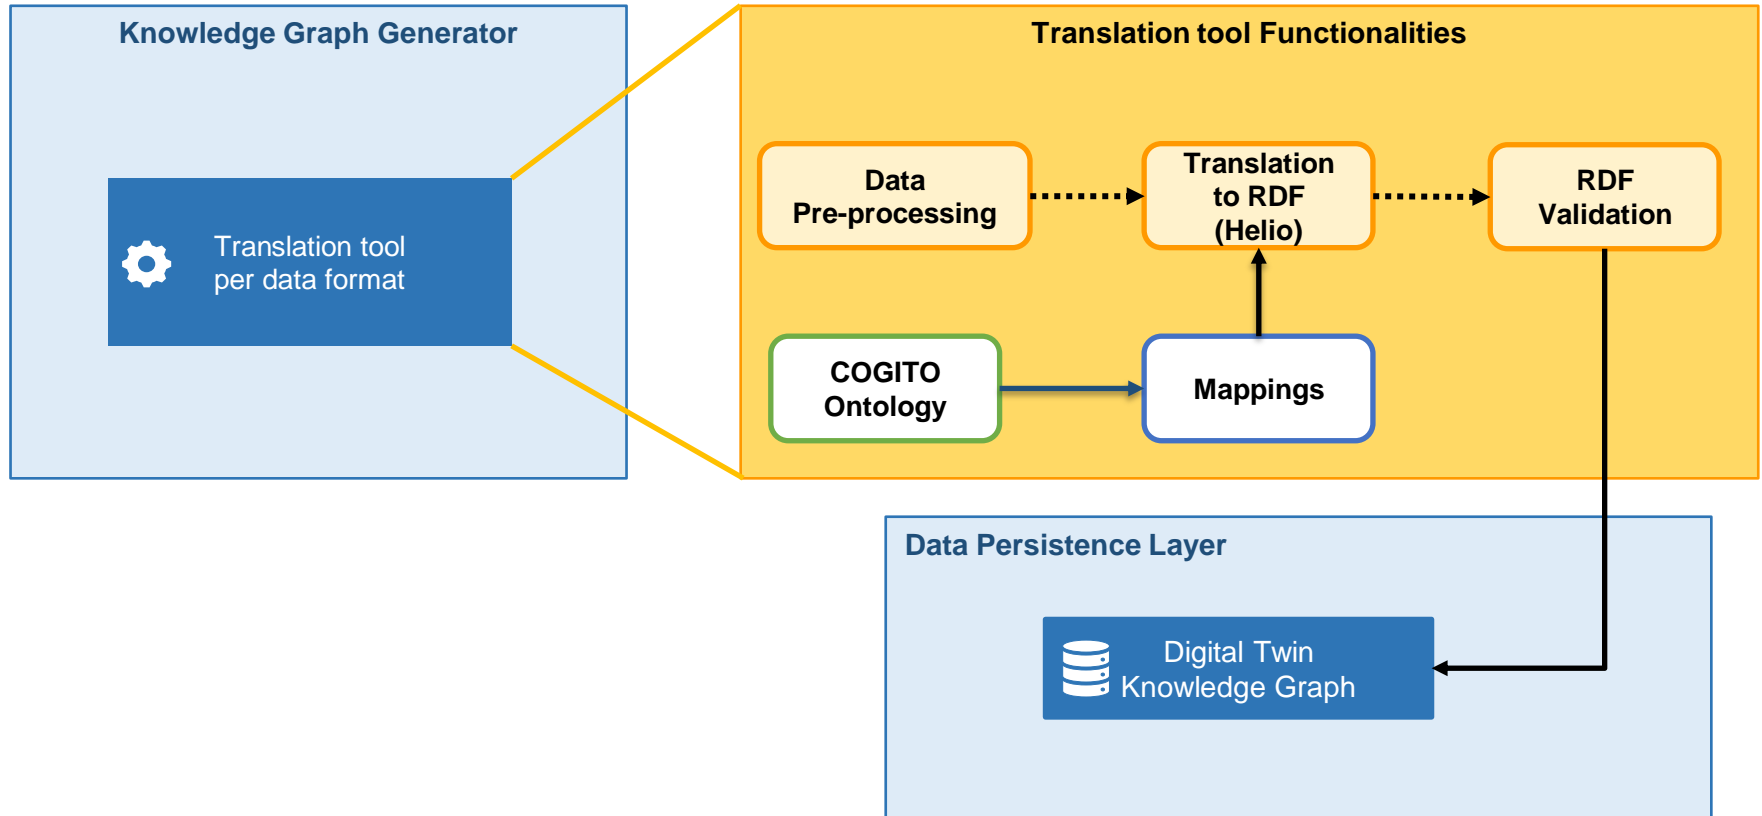 Knowledge Graph Generator
Translation tool
per data format
Translation tool Functionalities
Data
Pre-processing
Translation
to RDF
(Helio)
RDF
Validation
COGITO
Ontology
Mappings
Data Persistence Layer
Digital Twin
Knowledge Graph